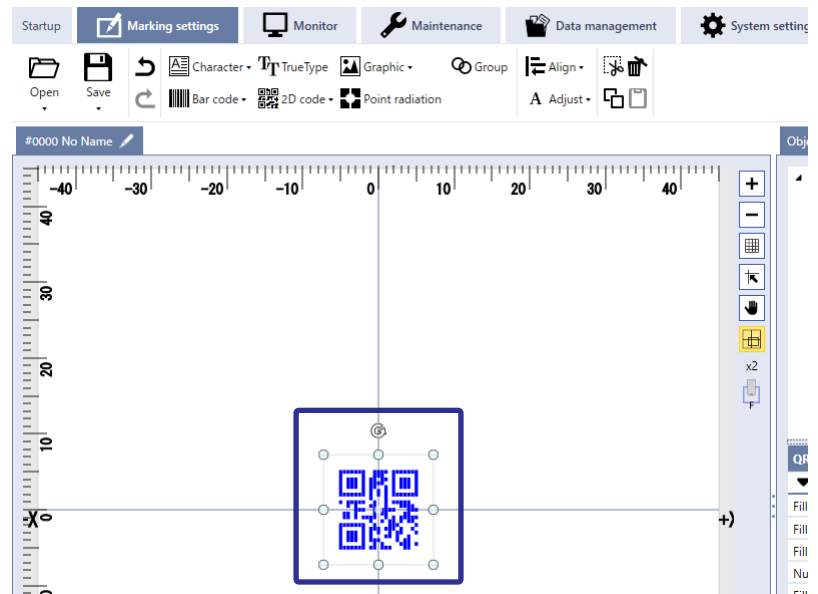 Startup Marking settings Monitor Maintenance Data management System setting
Open Save Character TrueType Graphic Group Align
Bar code 2D code Point radiation A Adjust
#0000 No Name Obj
-40 -30 -20 -10 0 10 20 30 40
40
30
20
x2
F
10
QR
Fill
-X 0 +)
Fill
Fill
Nu